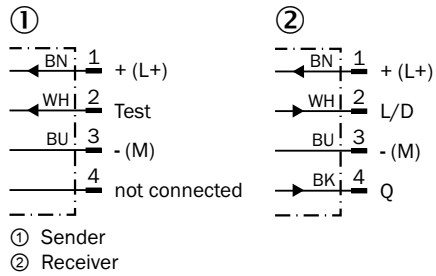 ① ②
BN 1 + (L+)
WH 2 Test
BU 3 - (M)
4 not connected
BN 1 + (L+)
WH 2 L/D
BU 3 - (M)
BK 4 Q
① Sender
② Receiver